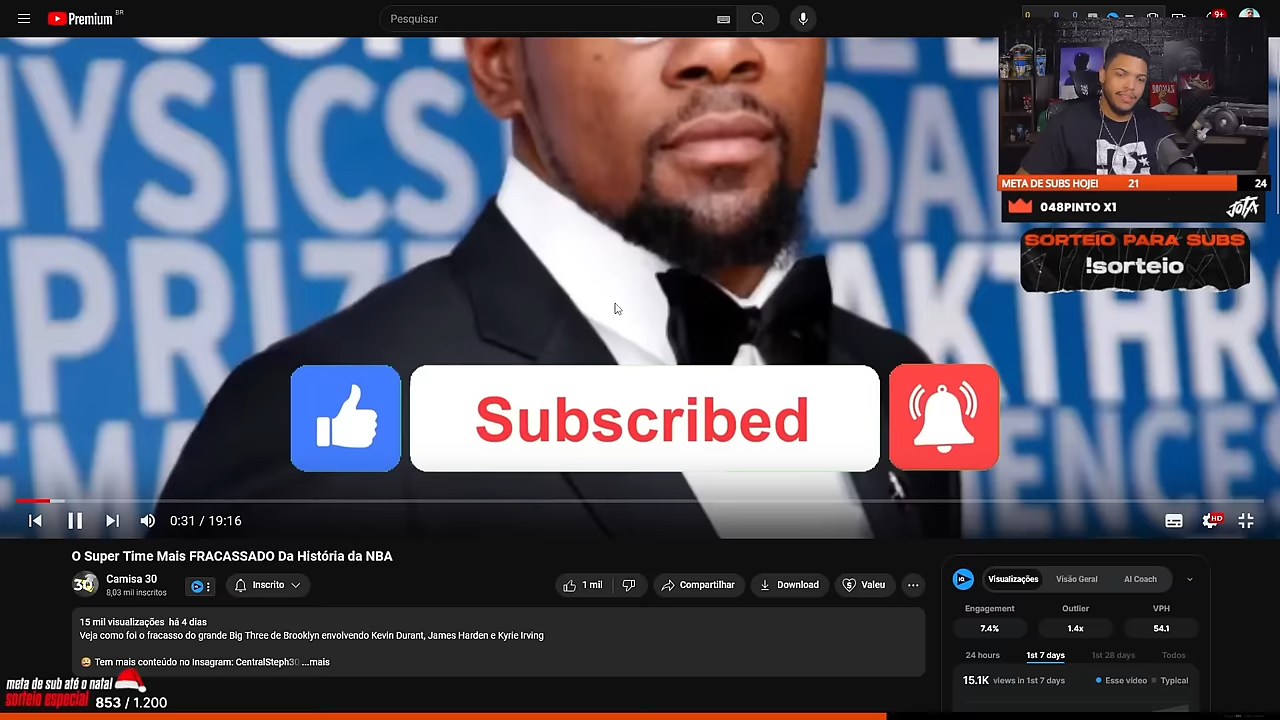 Premium BR
Pesquisar
9+
META DE SUBS HOJE! 21 24
048PINTO X1
JOTA
SORTEIO PARA SUBS
!sorteio
YSICS
PRIZ
AKTHR
ENCES
Subscribed
0:31 / 19:16
HD
O Super Time Mais FRACASSADO Da História da NBA
30
Camisa 30
8,03 mil inscritos
Inscrito
1 mil
Compartilhar
Download
Valeu
15 mil visualizações há 4 dias
Veja como foi o fracasso do grande Big Three de Brooklyn envolvendo Kevin Durant, James Harden e Kyrie Irving
Tem mais conteúdo no Insagram: CentralSteph30 ...mais
Visualizações Visão Geral AI Coach
Engagement Outlier VPH
7.4% 1.4x 54.1
24 hours 1st 7 days 1st 28 days Todos
15.1K views in 1st 7 days Esse vídeo Typical
meta de sub até o natal
sorteio especial 853 / 1.200